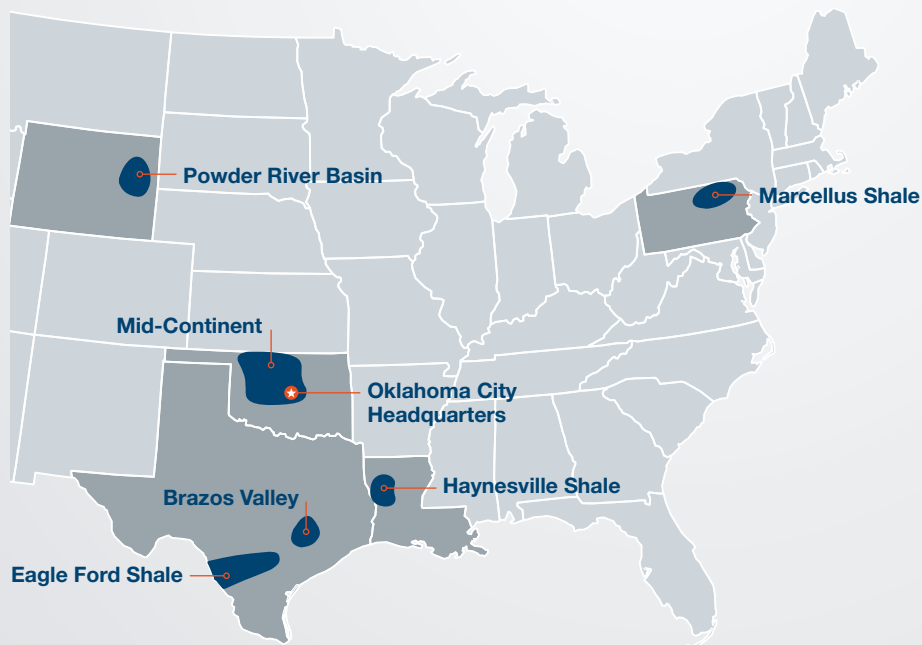 Powder River Basin
Marcellus Shale
Mid-Continent
Oklahoma City
Headquarters
Haynesville Shale
Brazos Valley
Eagle Ford Shale